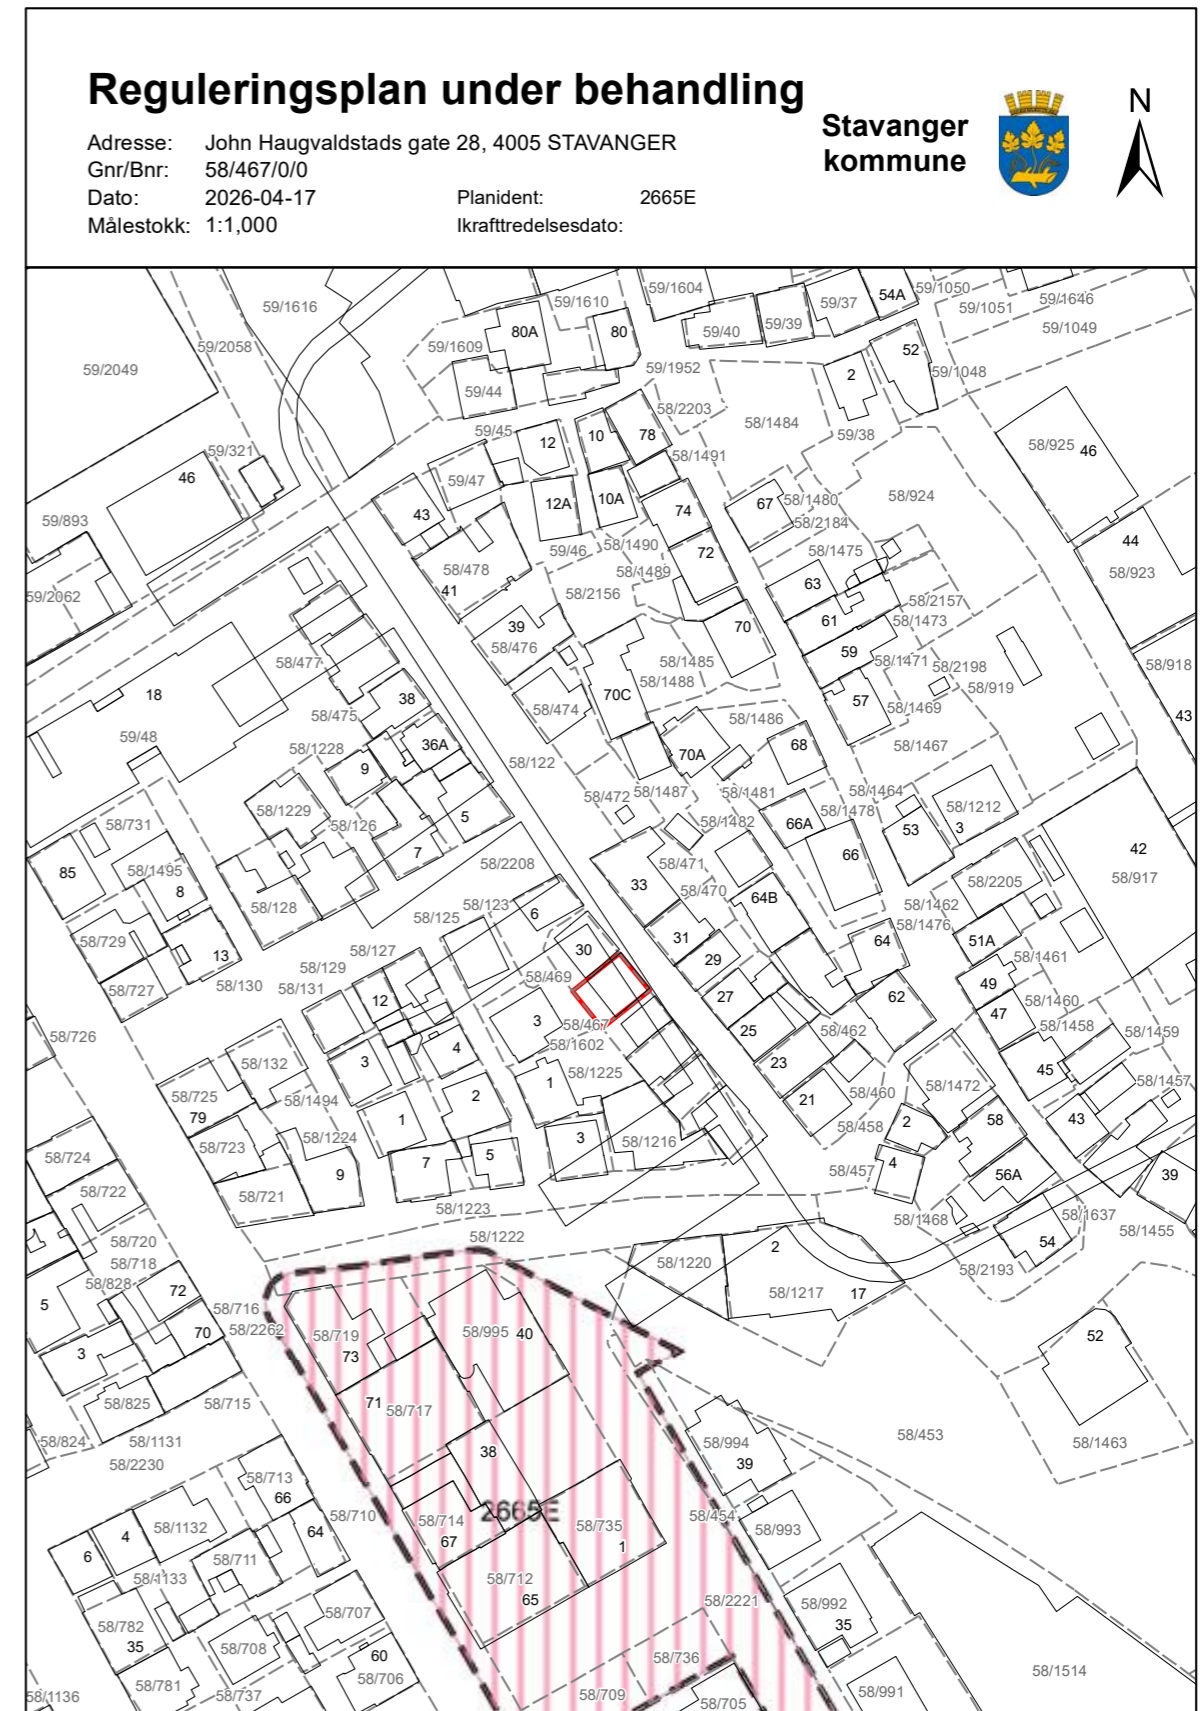 Reguleringsplan under behandling
Stavanger
kommune
N
Adresse: John Haugvaldstads gate 28, 4005 STAVANGER
Gnr/Bnr: 58/467/0/0
Dato: 2026-04-17 Planident: 2665E
Målestokk: 1:1,000 Ikrafttredelsesdato:
59/1616 59/1610 59/1604 59/37 54A 59/1050 59/1051 59/1646
59/2058 59/1609 80A 80 59/40 59/39 59/1049
59/2049 59/44 59/1952 2 52 59/1048
59/321 59/45 12 10 78 58/2203 58/1484 59/38 58/925 46
46 59/47 58/1491
59/893 43 12A 10A 74 67 58/1480 58/924
58/2184 44
59/2062 58/478 59/46 58/1490 72 58/1475 58/923
41 58/2156 58/1489 63 58/2157
39 58/476 70 61 58/1473
58/477 58/1485 59 58/1471 58/2198 58/918
18 38 58/474 70C 58/1488 57 58/919
59/48 58/475 58/1486 58/1469 43
58/1228 36A 58/122 70A 68 58/1467
9 58/472 58/1487 58/1481 58/1464
58/1229 58/126 5 58/1482 66A 58/1478 53 58/1212 3
58/731 7 58/471 66 42
85 58/1495 8 58/2208 33 58/470 64B 58/2205 58/917
58/128 58/123 6 58/1462
58/729 13 58/125 30 31 64 58/1476 51A
58/727 58/130 58/127 58/469 29 58/1461
58/129 58/131 12 3 58/467 27 62 49 58/1460
58/726 58/1602 25 58/462 47 58/1458 58/1459
58/132 3 4 1 58/1225 23 45
58/725 79 58/1494 2 21 58/460 58/1472 58/1457
58/723 58/1224 1 3 58/1216 58/458 2 58 43
58/724 9 7 5 58/457 4 56A 39
58/722 58/721 58/1223 58/1468 58/1637 58/1455
58/720 58/1222 2 54
58/718 58/1220 58/2193
58/828 72 58/716 58/1217 17
5 70 58/2262 58/719 58/995 40 52
3 73
58/825 58/715 71 58/717
58/824 58/1131 58/994 39 58/453 58/1463
58/2230 38
58/713 66 2665E
4 58/1132 64 58/710 58/714 67 58/735 1 58/454 58/993
6 58/1133 58/711
58/712 65 58/2221 58/992 35
58/782 35 58/707
58/708 60 58/736 58/1514
58/1136 58/781 58/737 58/706 58/709 58/705 58/991